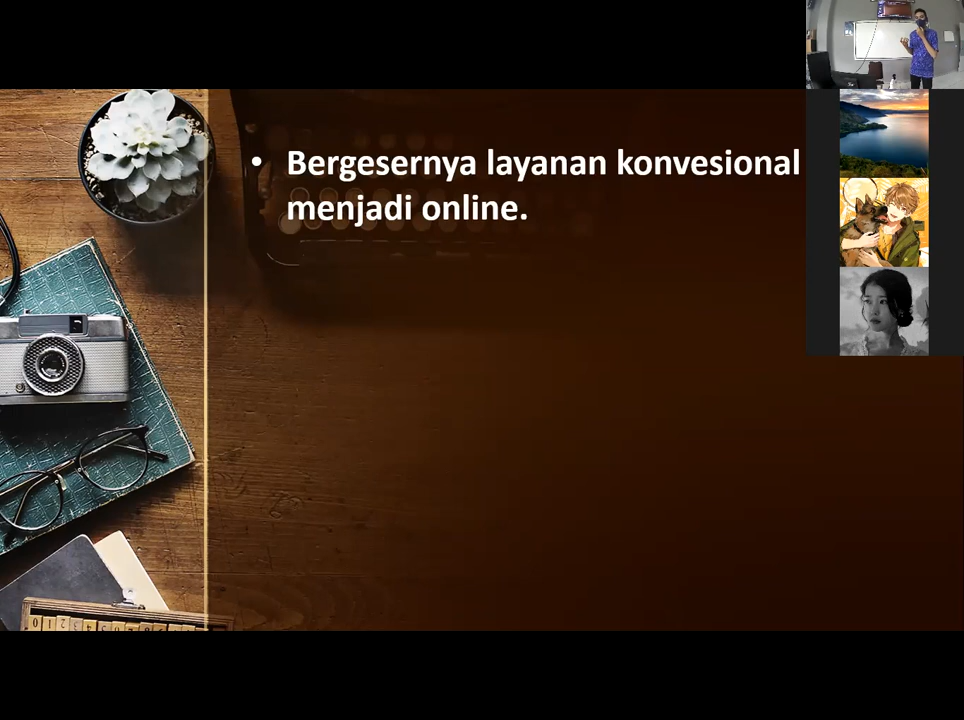 • Bergesernya layanan konvesional
menjadi online.